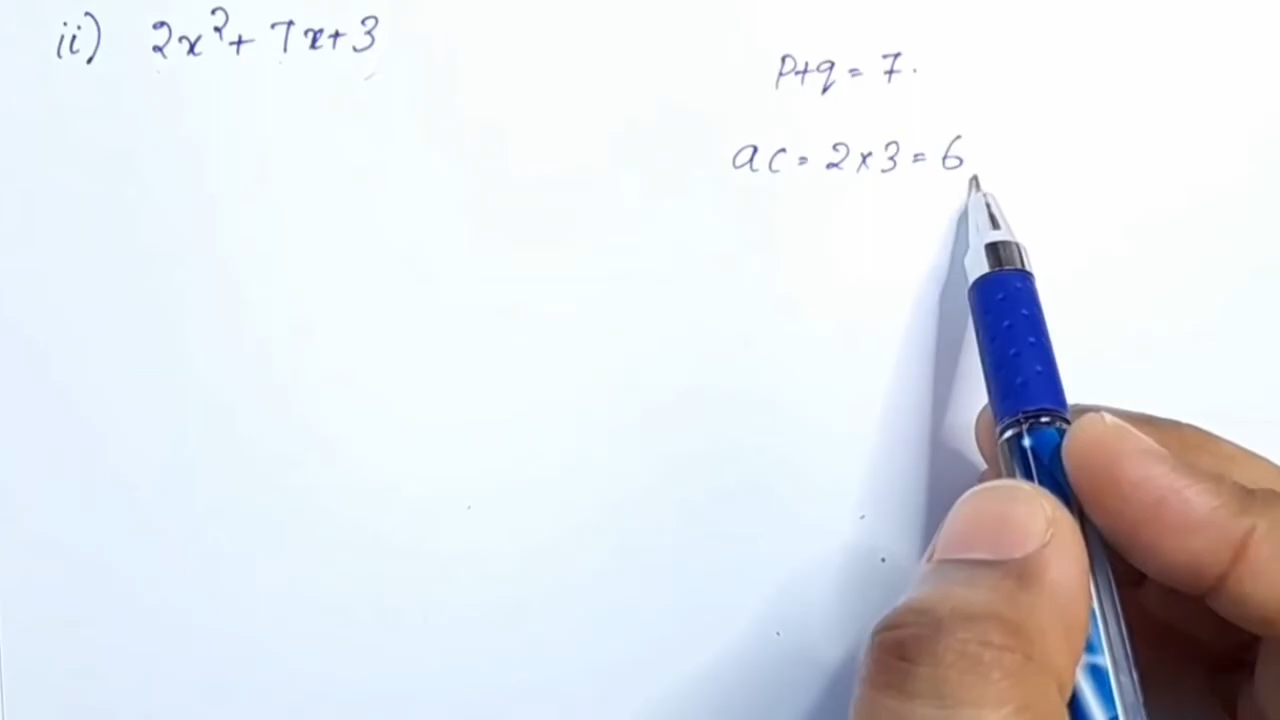 ii) 2x²+ 7x+3
p+q = 7.
ac = 2×3 = 6